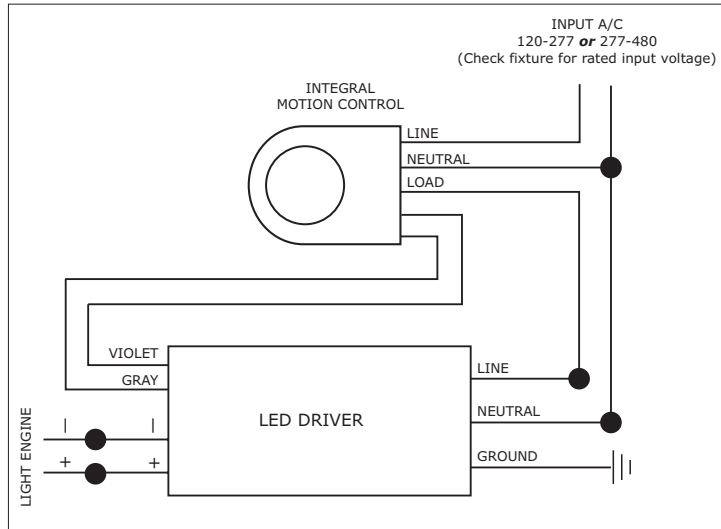 INPUT A/C
120-277 or 277-480
(Check fixture for rated input voltage)
INTEGRAL
MOTION CONTROL
LINE
NEUTRAL
LOAD
VIOLET
GRAY
LED DRIVER
LINE
NEUTRAL
GROUND
LIGHT ENGINE
| |
+ +